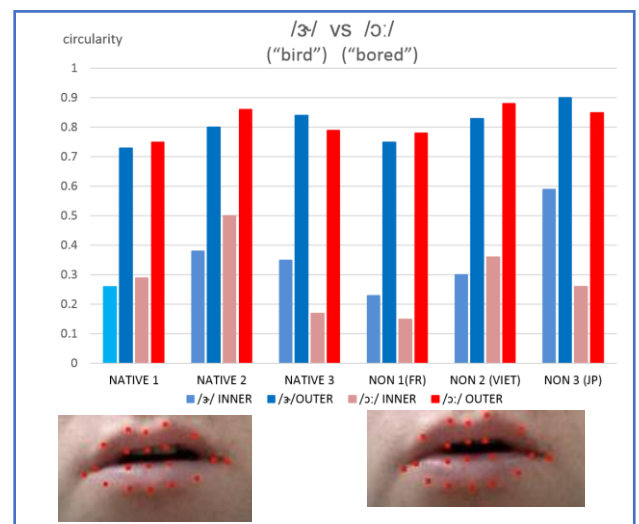 /ɝ/ vs /ɔː/
circularity
("bird") ("bored")
1
0.9
0.8
0.7
0.6
0.5
0.4
0.3
0.2
0.1
0
NATIVE 1 NATIVE 2 NATIVE 3 NON 1(FR) NON 2 (VIET) NON 3 (JP)
/ɝ/ INNER /ɝ/OUTER /ɔː/ INNER /ɔː/ OUTER